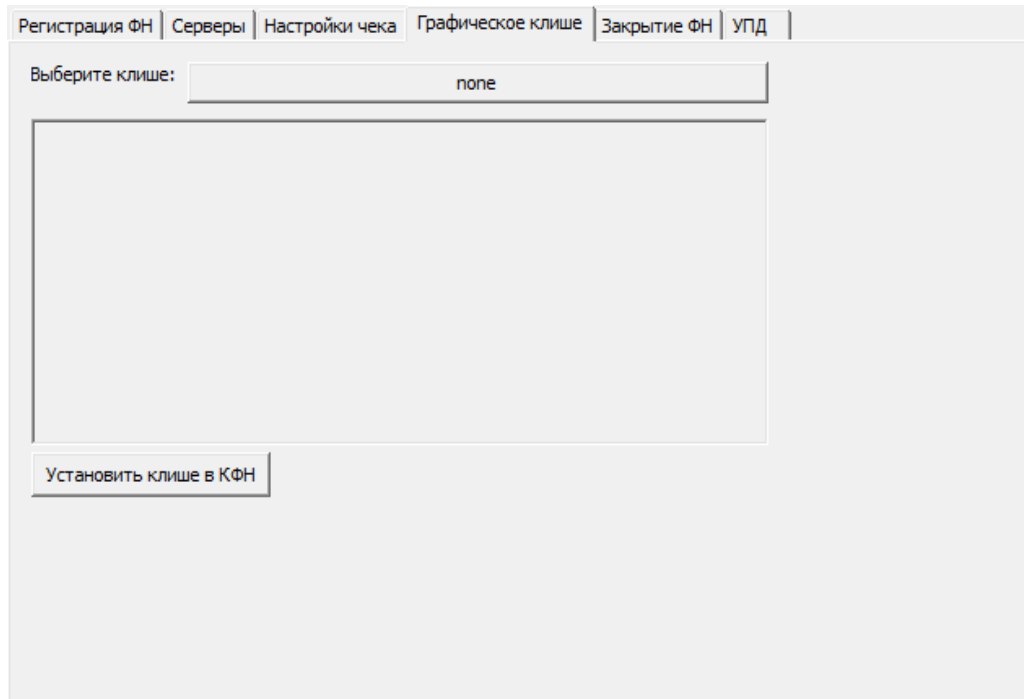 Регистрация ФН Серверы Настройки чека Графическое клише Закрытие ФН УПД
Выберите клише: none
Установить клише в КФН